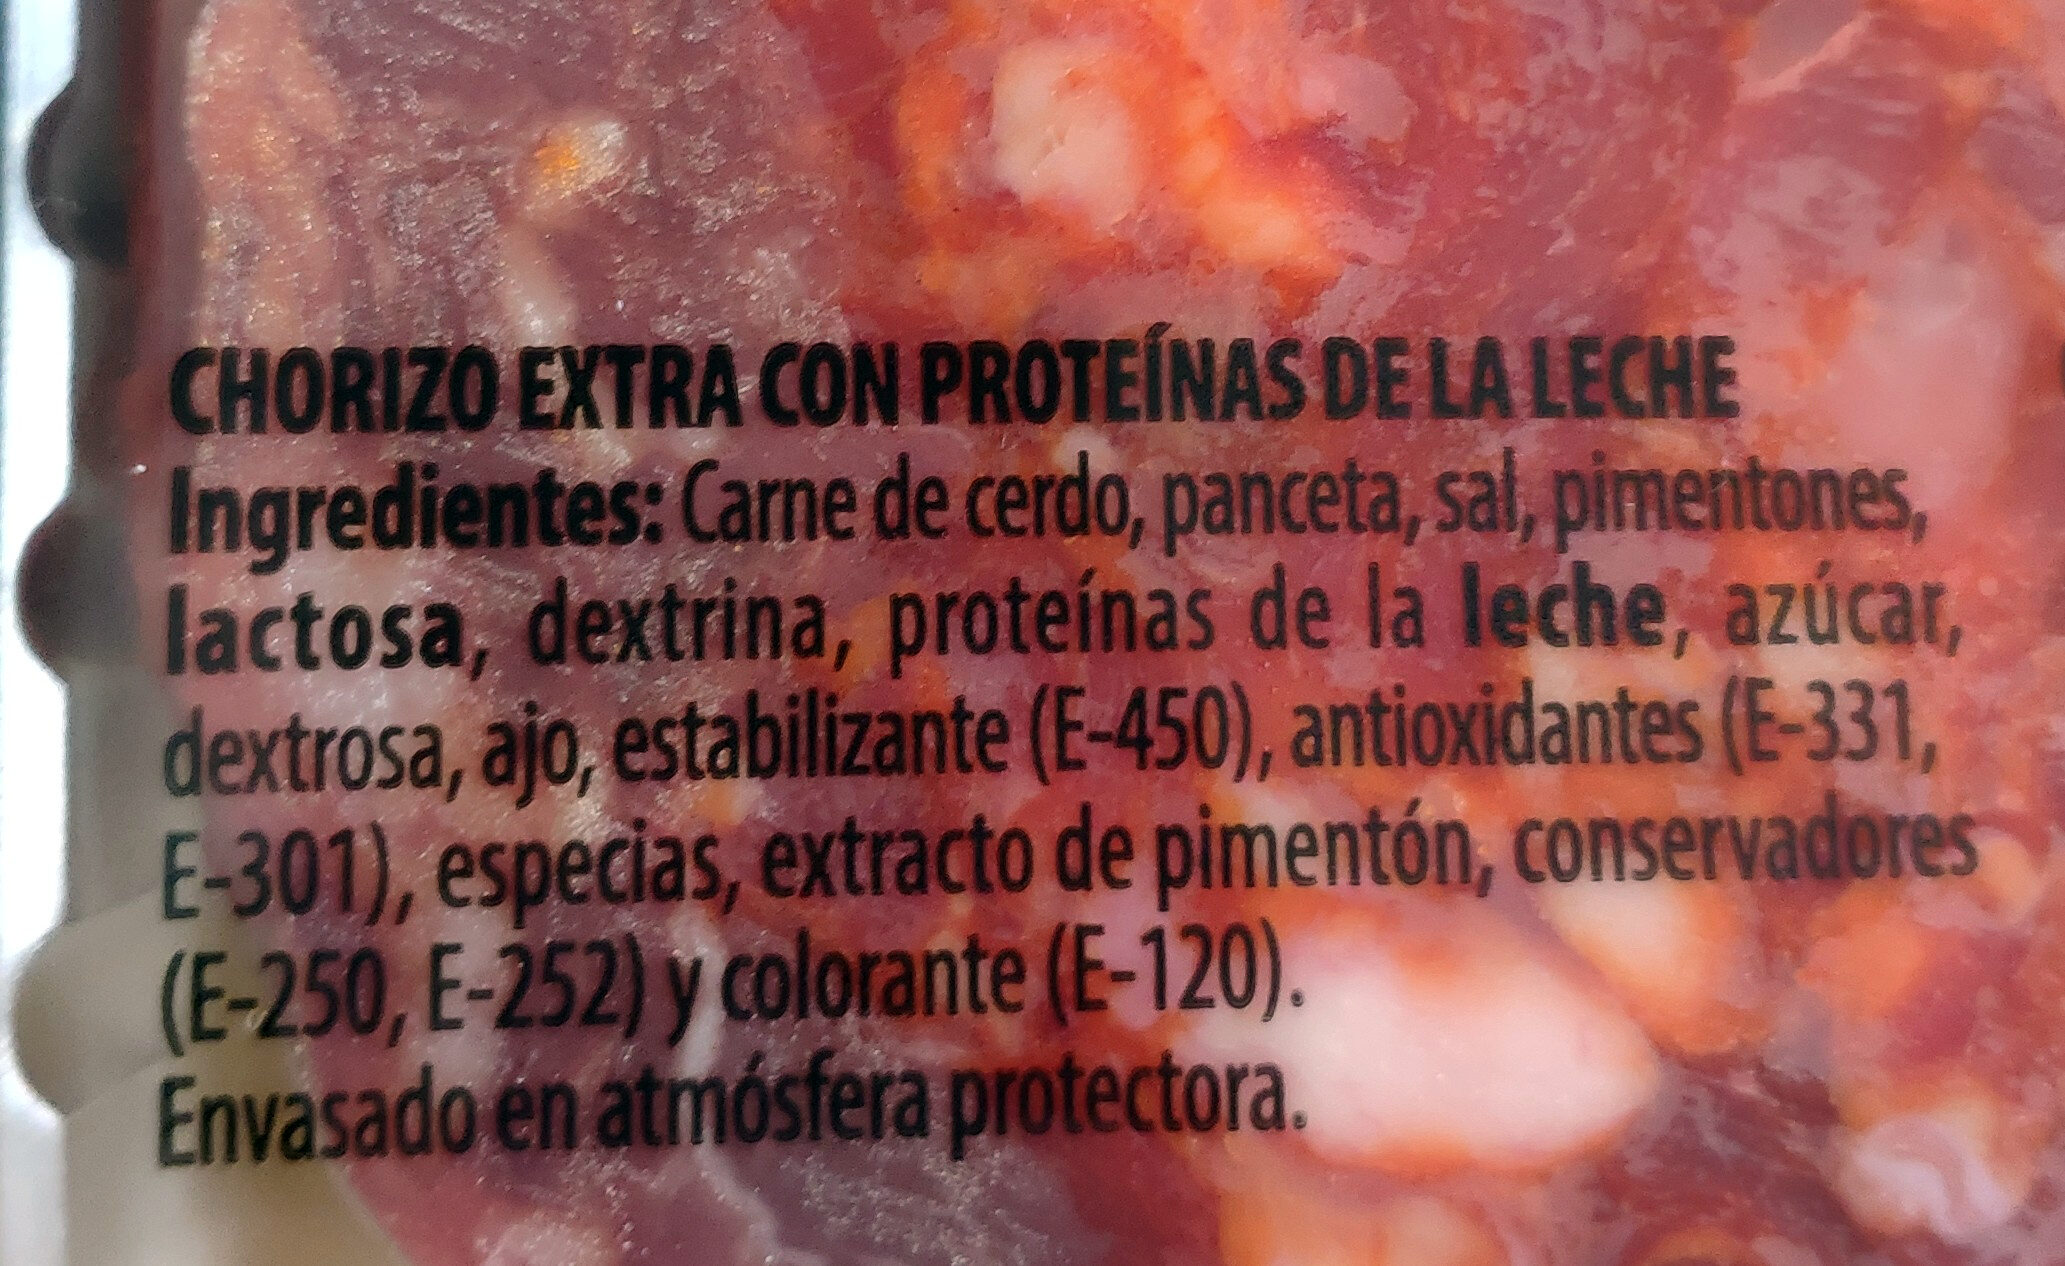 CHORIZO EXTRA CON PROTEÍNAS DE LA LECHE
Ingredientes: Carne de cerdo, panceta, sal, pimentones,
lactosa, dextrina, proteínas de la leche, azúcar,
dextrosa, ajo, estabilizante (E-450), antioxidantes (E-331,
E-301), especias, extracto de pimentón, conservadores
(E-250, E-252) y colorante (E-120).
Envasado en atmósfera protectora.